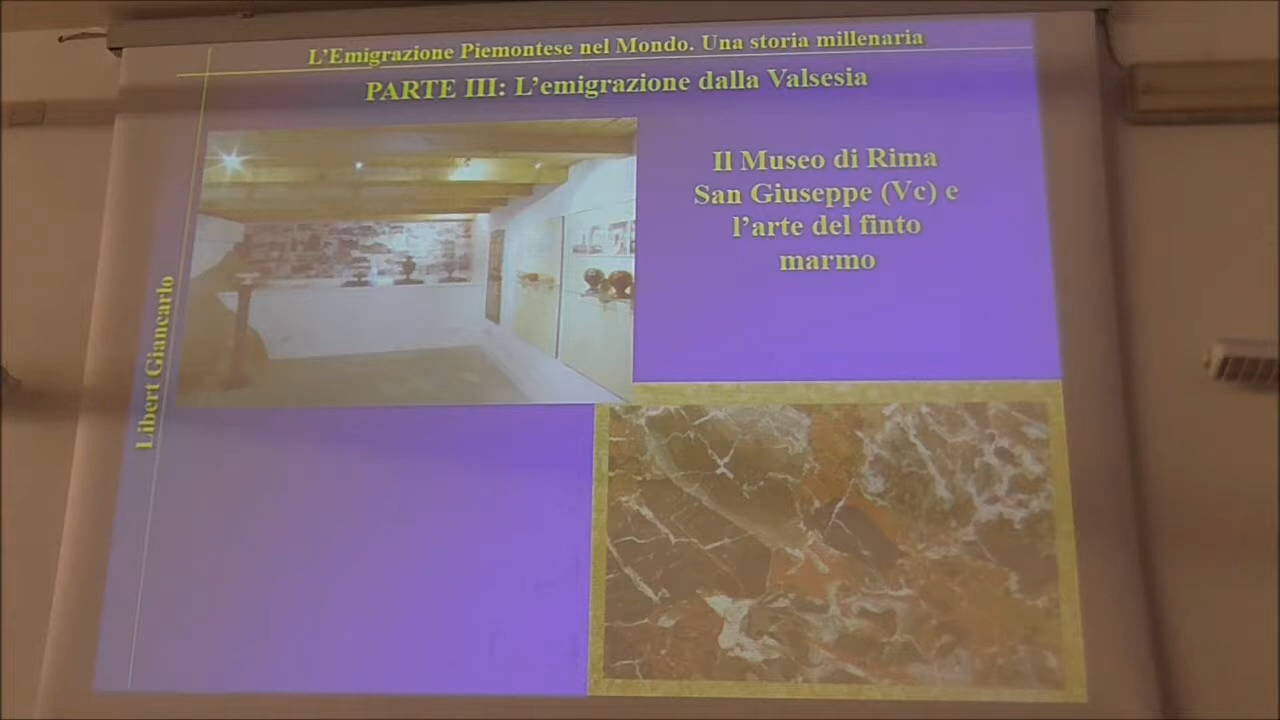 L'Emigrazione Piemontese nel Mondo. Una storia millenaria
PARTE III: L'emigrazione dalla Valsesia
Il Museo di Rima
San Giuseppe (Vc) e
l'arte del finto
marmo
Libert Giancarlo